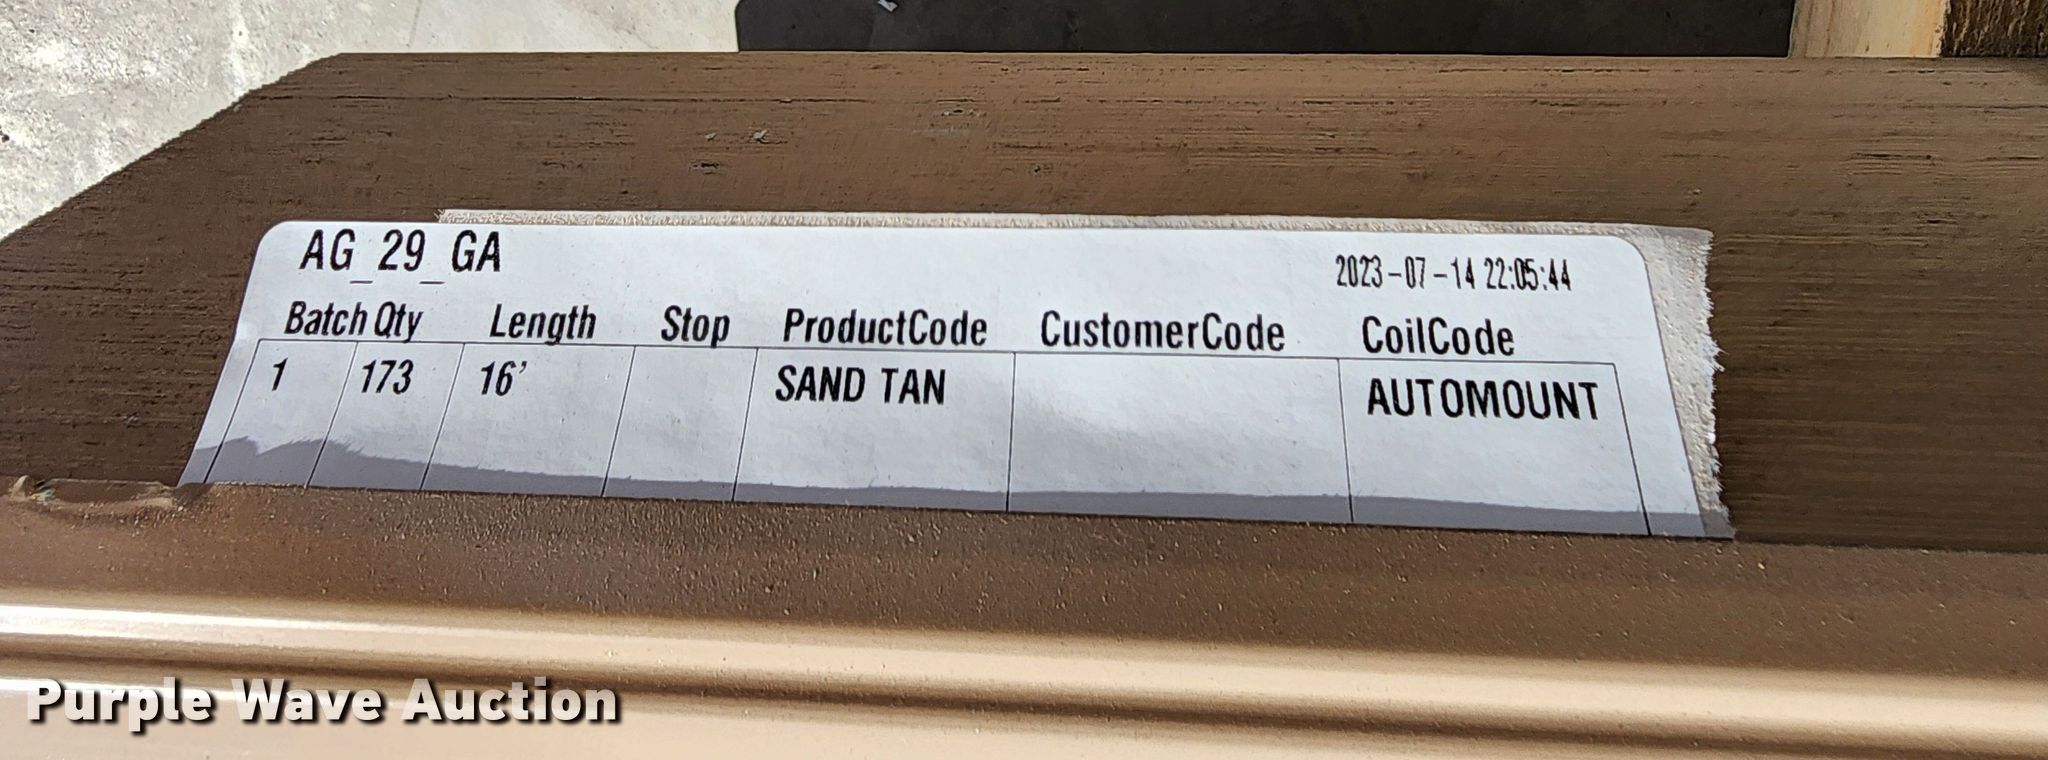 AG_29_GA
2023-07-14 22:05:44
Batch Qty Length Stop ProductCode CustomerCode CoilCode
1 173 16' SAND TAN AUTOMOUNT
Purple Wave Auction